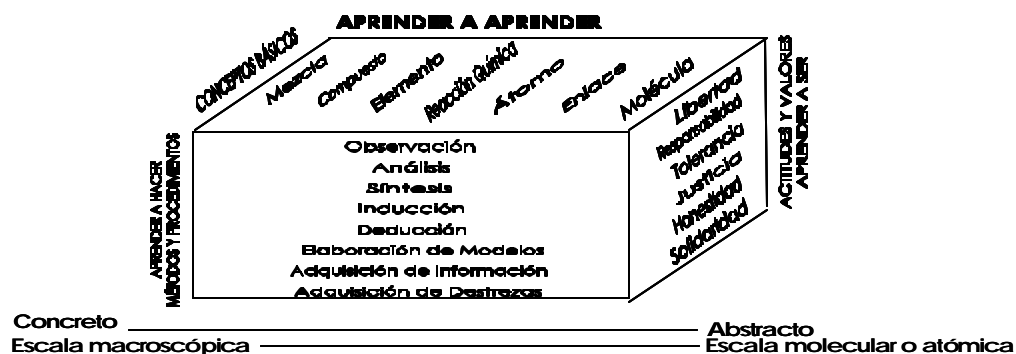 APRENDER A APRENDER
CONCEPTOS BÁSICOS
Mezcla
Compuesto
Elemento
Reacción Química
Átomo
Enlace
Molécula
APRENDER A HACER
MÉTODOS Y PROCEDIMIENTOS
Observación
Análisis
Síntesis
Inducción
Deducción
Elaboración de Modelos
Adquisición de Información
Adquisición de Destrezas
Libertad
Responsabilidad
Tolerancia
Justicia
Honestidad
Solidaridad
ACTITUDES Y VALORES
APRENDER A SER
Concreto Abstracto
Escala macroscópica Escala molecular o atómica